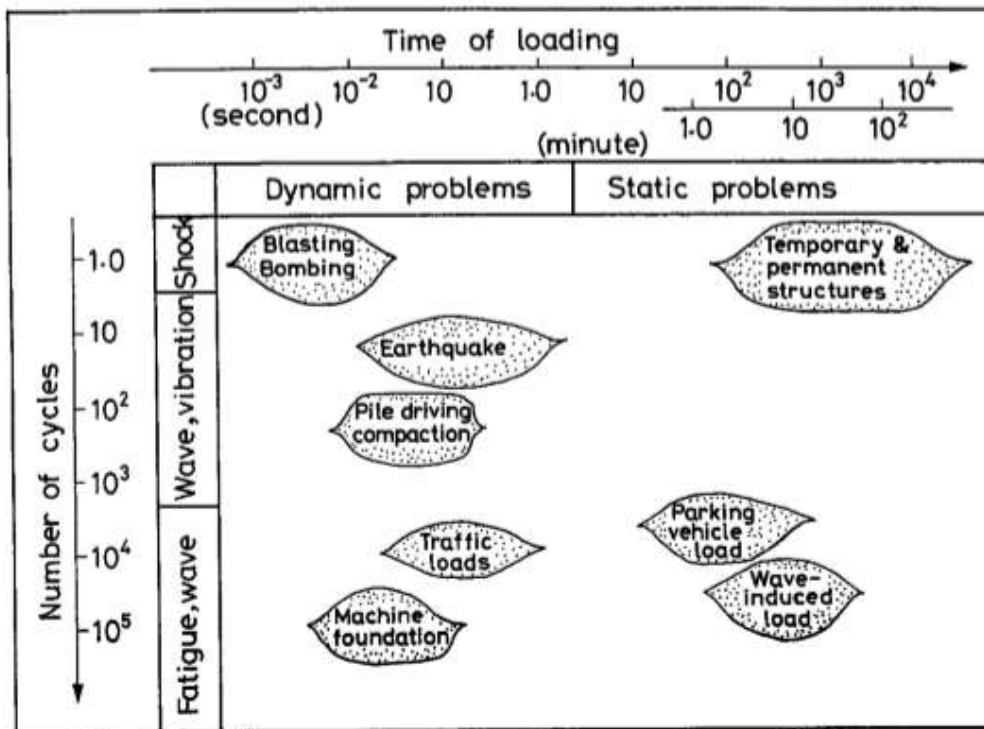 Time of loading
10⁻³ 10⁻² 10 1.0 10 10² 10³ 10⁴
(second)
1.0 10 10²
(minute)
Dynamic problems Static problems
Number of cycles
1.0
10
10²
10³
10⁴
10⁵
Shock
Wave, vibration
Fatigue, wave
Blasting
Bombing
Temporary &
permanent
structures
Earthquake
Pile driving
compaction
Parking
vehicle
load
Traffic
loads
Wave-
induced
load
Machine
foundation